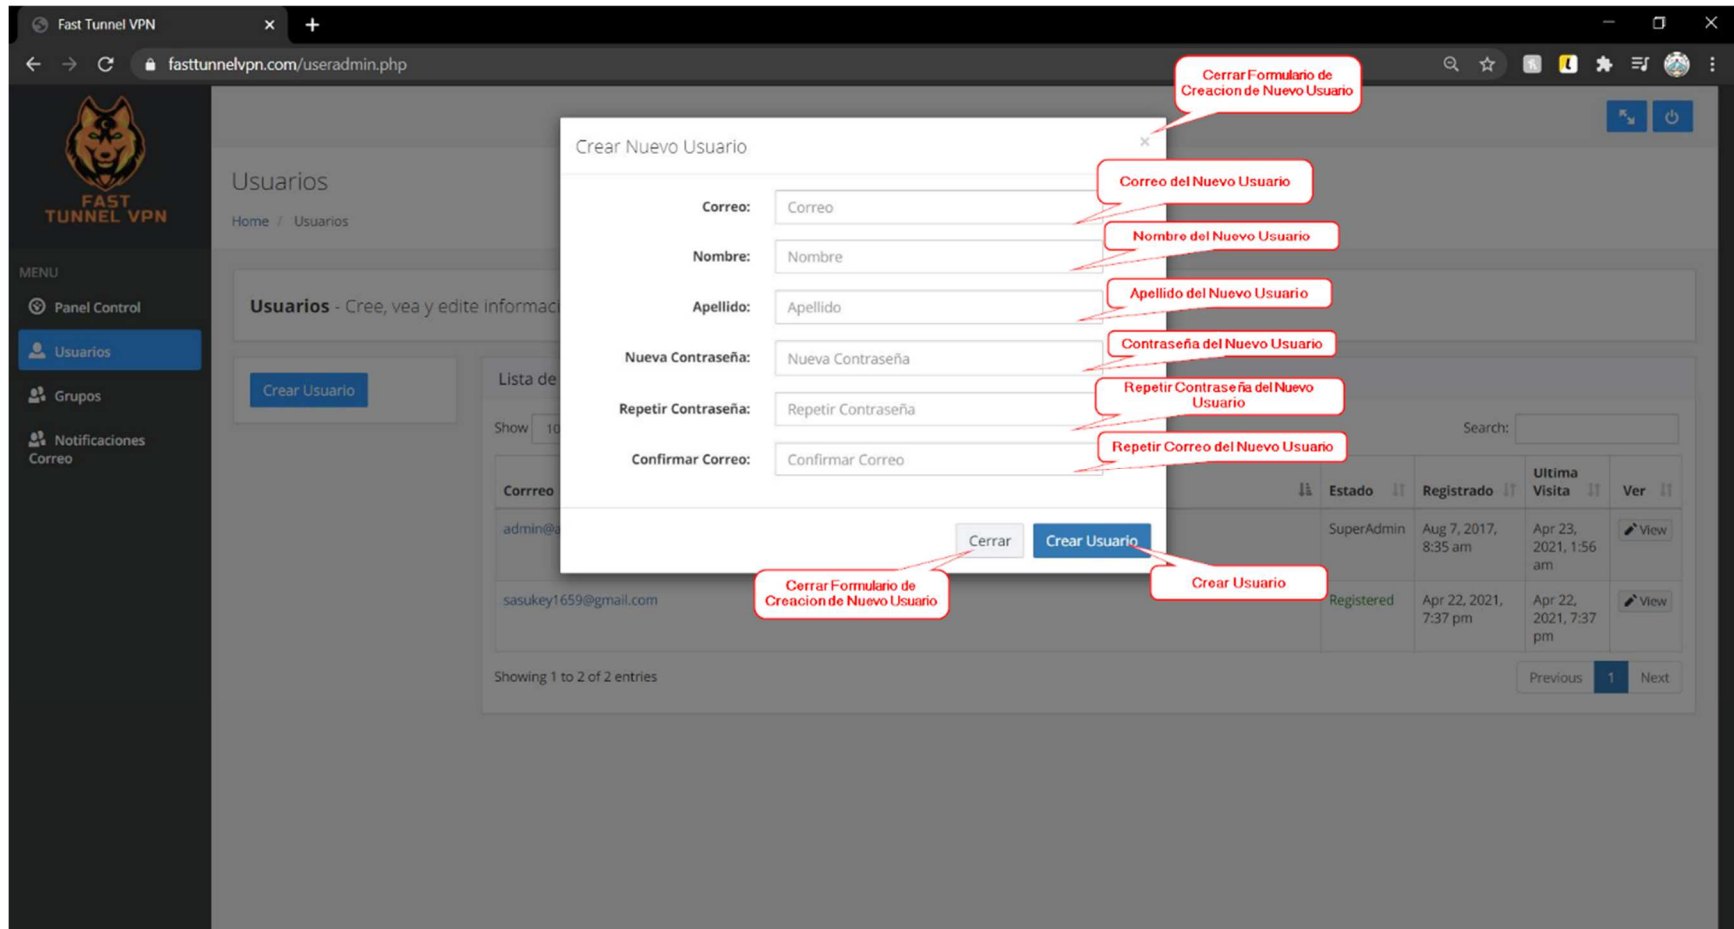 Fast Tunnel VPN
fasttunnelvpn.com/useradmin.php
FAST
TUNNEL VPN
MENU
Panel Control
Usuarios
Grupos
Notificaciones
Correo
Usuarios
Home / Usuarios
Usuarios - Cree, vea y edite informaci
Crear Usuario
Lista de
Show 10
Search:
Corrreo
Estado
Registrado
Ultima
Visita
Ver
admin@a
SuperAdmin
Aug 7, 2017,
8:35 am
Apr 23,
2021, 1:56
am
View
sasukey1659@gmail.com
Registered
Apr 22, 2021,
7:37 pm
Apr 22,
2021, 7:37
pm
View
Showing 1 to 2 of 2 entries
Previous 1 Next
Crear Nuevo Usuario
×
Cerrar Formulario de
Creacion de Nuevo Usuario
Correo: Correo
Correo del Nuevo Usuario
Nombre: Nombre
Nombre del Nuevo Usuario
Apellido: Apellido
Apellido del Nuevo Usuario
Nueva Contraseña: Nueva Contraseña
Contraseña del Nuevo Usuario
Repetir Contraseña: Repetir Contraseña
Repetir Contraseña del Nuevo
Usuario
Confirmar Correo: Confirmar Correo
Repetir Correo del Nuevo Usuario
Cerrar
Crear Usuario
Cerrar Formulario de
Creacion de Nuevo Usuario
Crear Usuario